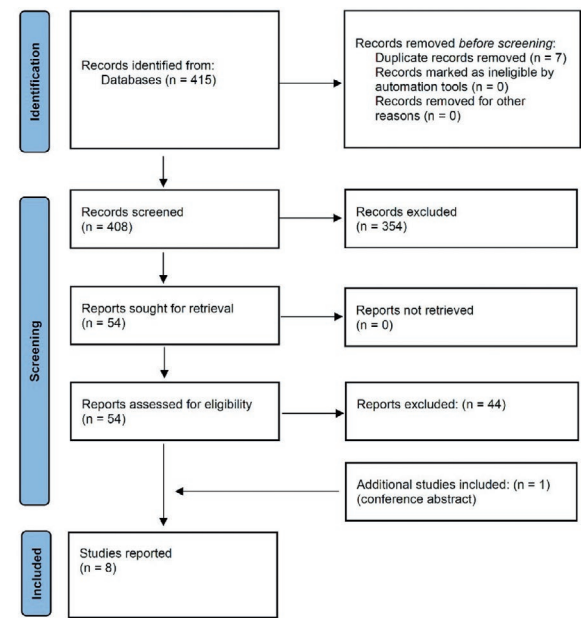 Identification
Records identified from:
Databases (n = 415)
Records removed before screening:
Duplicate records removed (n = 7)
Records marked as ineligible by
automation tools (n = 0)
Records removed for other
reasons (n = 0)
Screening
Records screened
(n = 408)
Records excluded
(n = 354)
Reports sought for retrieval
(n = 54)
Reports not retrieved
(n = 0)
Reports assessed for eligibility
(n = 54)
Reports excluded: (n = 44)
Additional studies included: (n = 1)
(conference abstract)
Included
Studies reported
(n = 8)